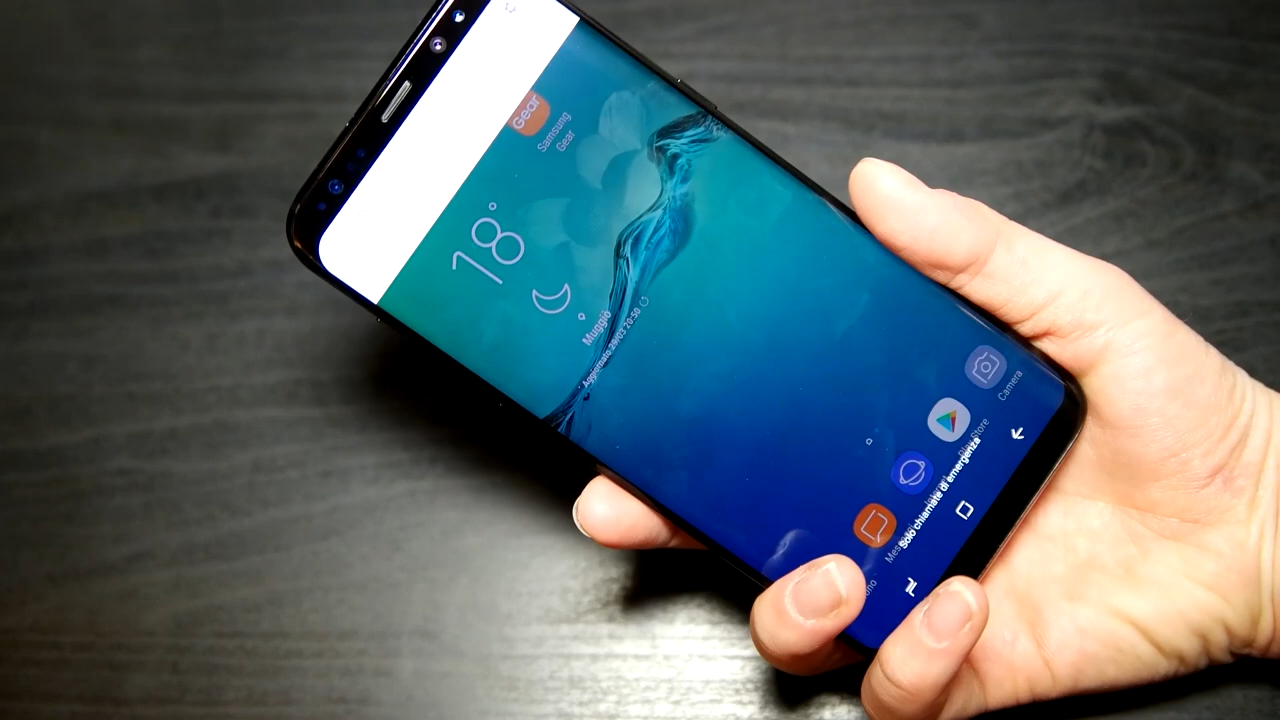 Gear
Samsung
Gear
18°
Muggiò
Aggiornato 29/03 20:50
Camera
Solo chiamate di emergenza